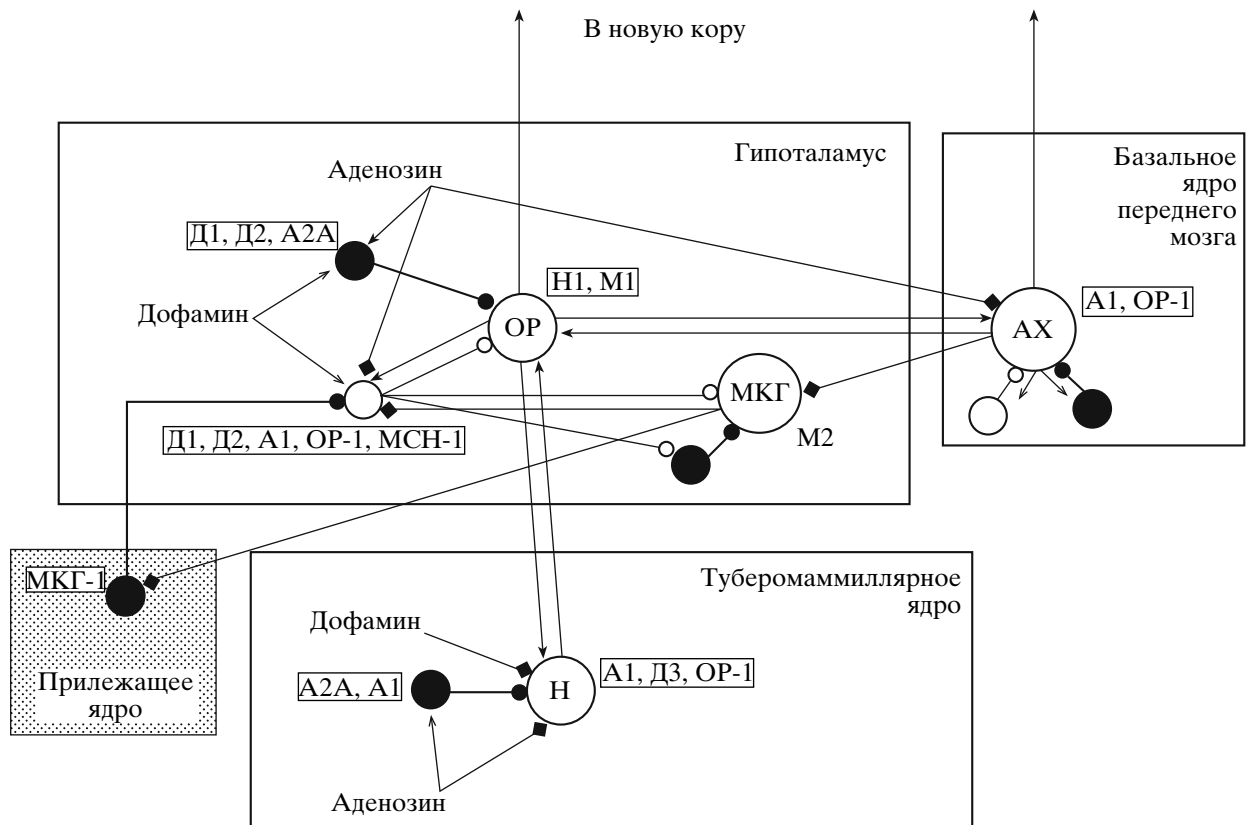 В новую кору
Гипоталамус
Базальное
ядро
переднего
мозга
Аденозин
Д1, Д2, А2А
Н1, М1
А1, ОР-1
Дофамин
ОР
АХ
МКГ
Д1, Д2, А1, ОР-1, МСН-1
М2
МКГ-1
Туберомаммиллярное
ядро
Дофамин
Прилежащее
ядро
А2А, А1
Н
А1, Д3, ОР-1
Аденозин